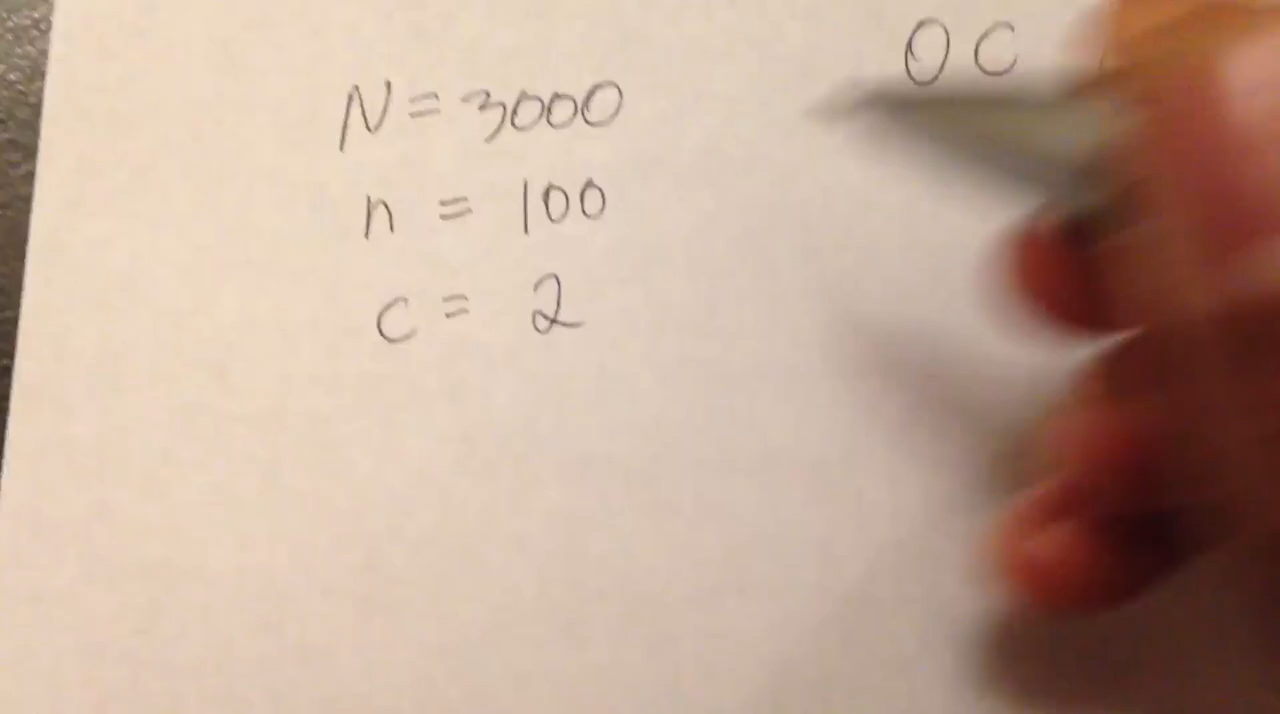 N = 3000
n = 100
c = 2
OC